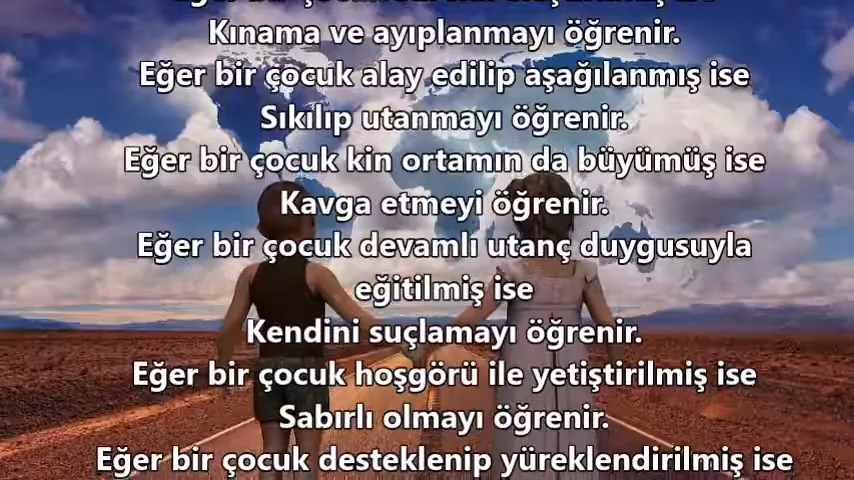 Kınama ve ayıplanmayı öğrenir.
Eğer bir çocuk alay edilip aşağılanmış ise
Sıkılıp utanmayı öğrenir.
Eğer bir çocuk kin ortamın da büyümüş ise
Kavga etmeyi öğrenir.
Eğer bir çocuk devamlı utanç duygusuyla
eğitilmiş ise
Kendini suçlamayı öğrenir.
Eğer bir çocuk hoşgörü ile yetiştirilmiş ise
Sabırlı olmayı öğrenir.
Eğer bir çocuk desteklenip yüreklendirilmiş ise